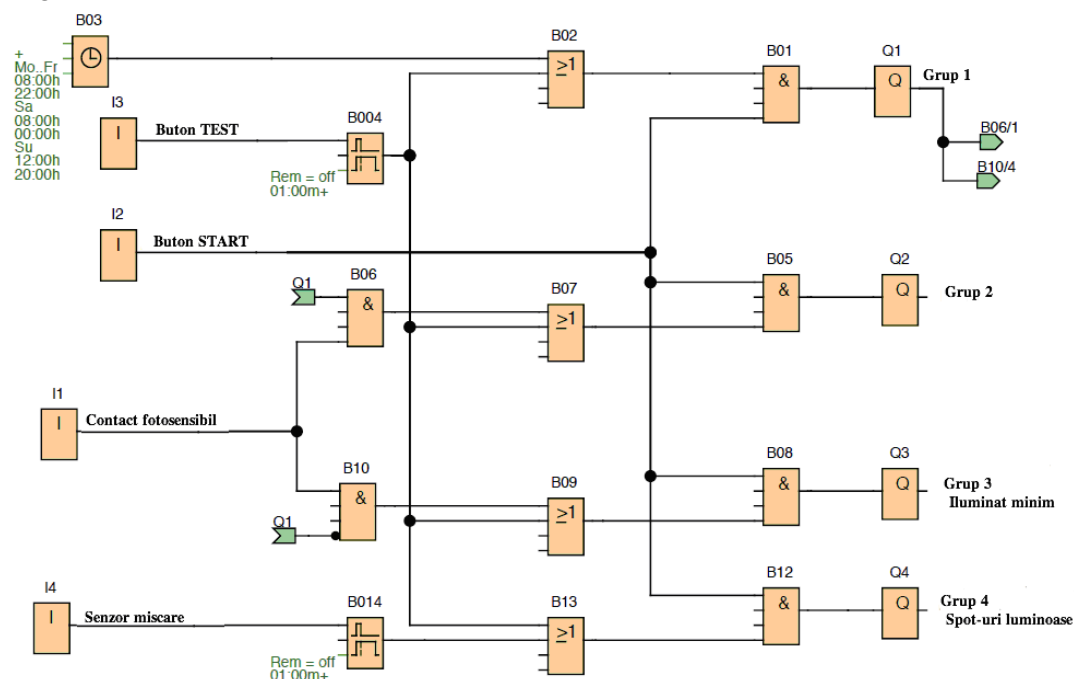 B03
+
Mo..Fr
08:00h
22:00h
Sa
08:00h
00:00h
Su
12:00h
20:00h
B02
≥1
B01
&
Q1
Q
Grup 1
B06/1
B10/4
I3
I
Buton TEST
B004
Rem = off
01:00m+
I2
I
Buton START
Q1
B06
&
B07
≥1
B05
&
Q2
Q
Grup 2
I1
I
Contact fotosensibil
B10
&
Q1
B09
≥1
B08
&
Q3
Q
Grup 3
Iluminat minim
I4
I
Senzor miscare
B014
Rem = off
01:00m+
B13
≥1
B12
&
Q4
Q
Grup 4
Spot-uri luminoase